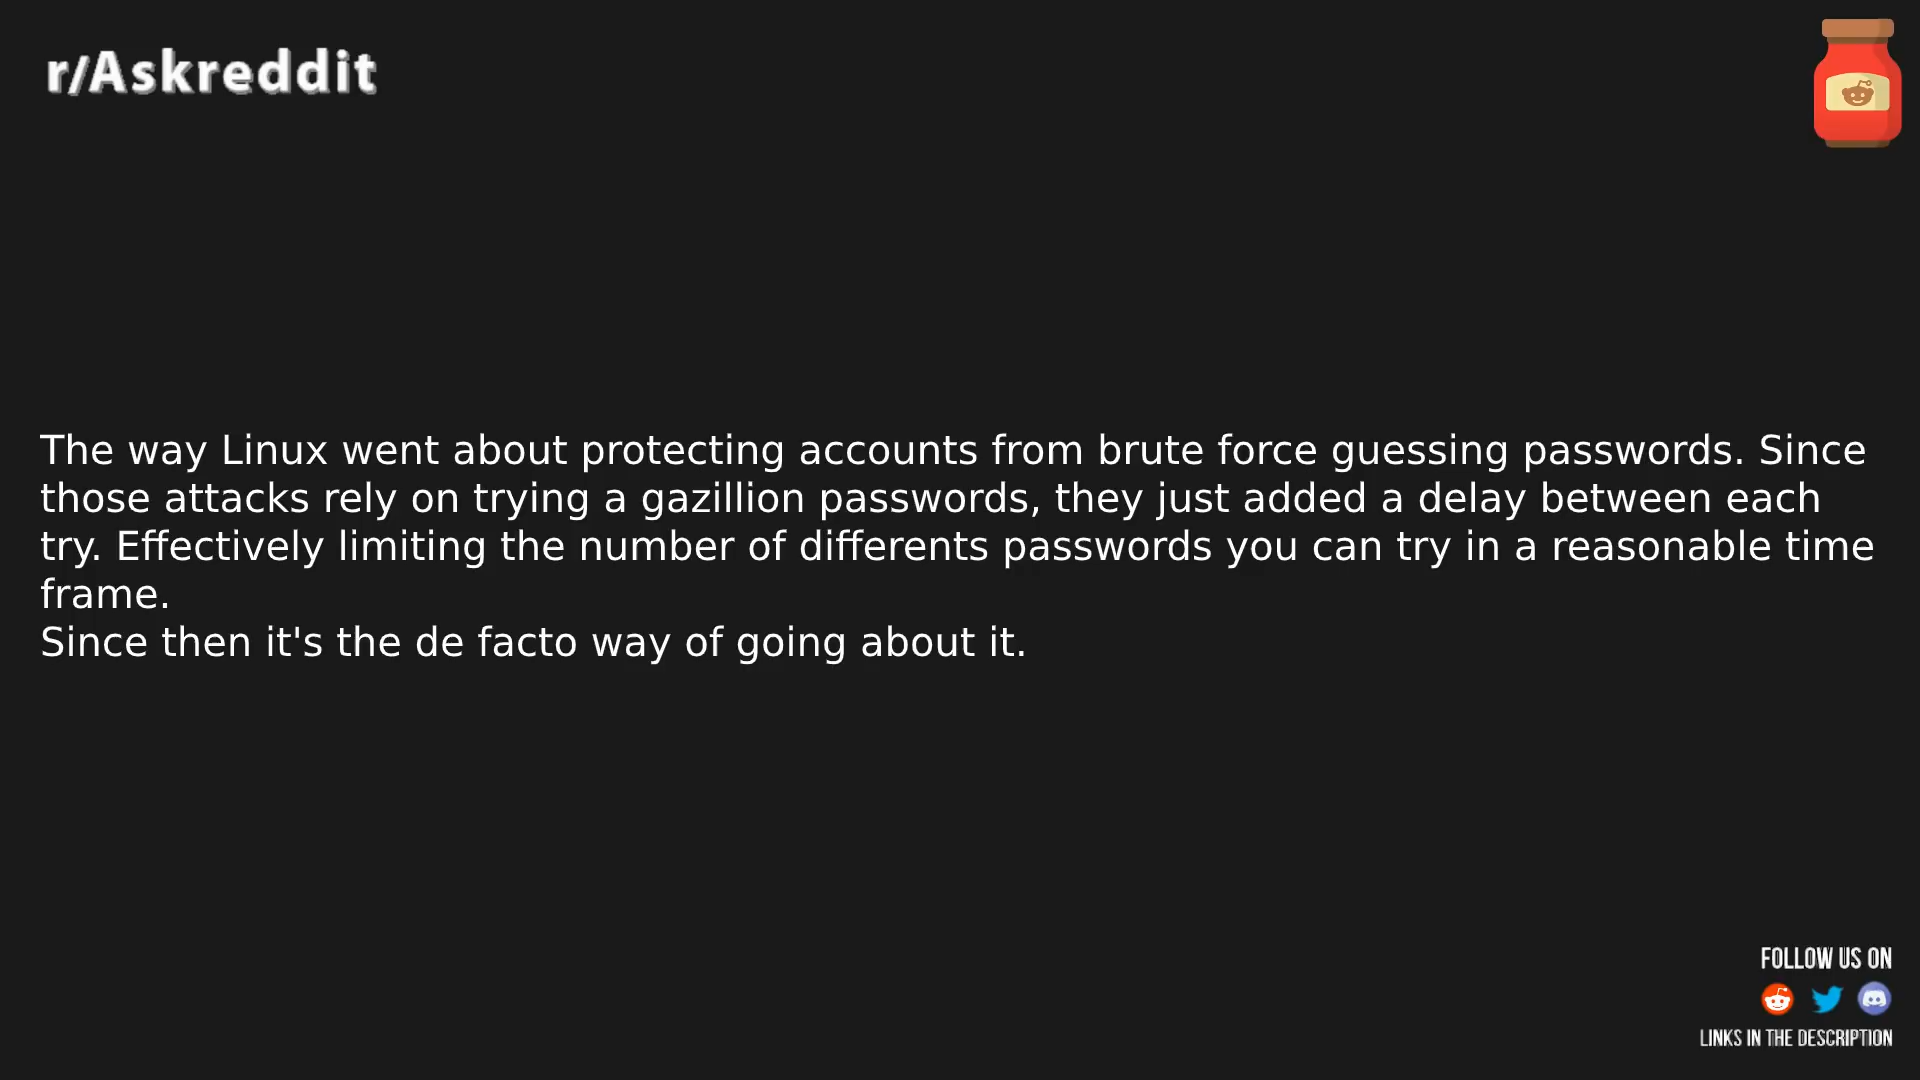 r/Askreddit
The way Linux went about protecting accounts from brute force guessing passwords. Since
those attacks rely on trying a gazillion passwords, they just added a delay between each
try. Effectively limiting the number of differents passwords you can try in a reasonable time
frame.
Since then it's the de facto way of going about it.
FOLLOW US ON
LINKS IN THE DESCRIPTION